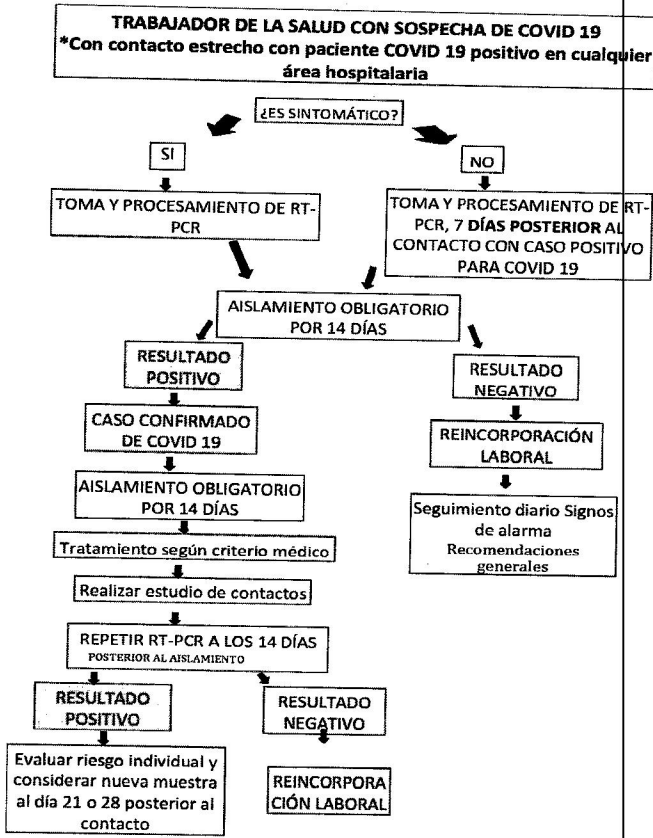 TRABAJADOR DE LA SALUD CON SOSPECHA DE COVID 19
*Con contacto estrecho con paciente COVID 19 positivo en cualquier
área hospitalaria
¿ES SINTOMÁTICO?
SI
NO
TOMA Y PROCESAMIENTO DE RT-
PCR
TOMA Y PROCESAMIENTO DE RT-
PCR, 7 DÍAS POSTERIOR AL
CONTACTO CON CASO POSITIVO
PARA COVID 19
AISLAMIENTO OBLIGATORIO
POR 14 DÍAS
RESULTADO
POSITIVO
RESULTADO
NEGATIVO
CASO CONFIRMADO
DE COVID 19
REINCORPORACIÓN
LABORAL
AISLAMIENTO OBLIGATORIO
POR 14 DÍAS
Seguimiento diario Signos
de alarma
Recomendaciones
generales
Tratamiento según criterio médico
Realizar estudio de contactos
REPETIR RT-PCR A LOS 14 DÍAS
POSTERIOR AL AISLAMIENTO
RESULTADO
POSITIVO
RESULTADO
NEGATIVO
Evaluar riesgo individual y
considerar nueva muestra
al día 21 o 28 posterior al
contacto
REINCORPORA
CIÓN LABORAL